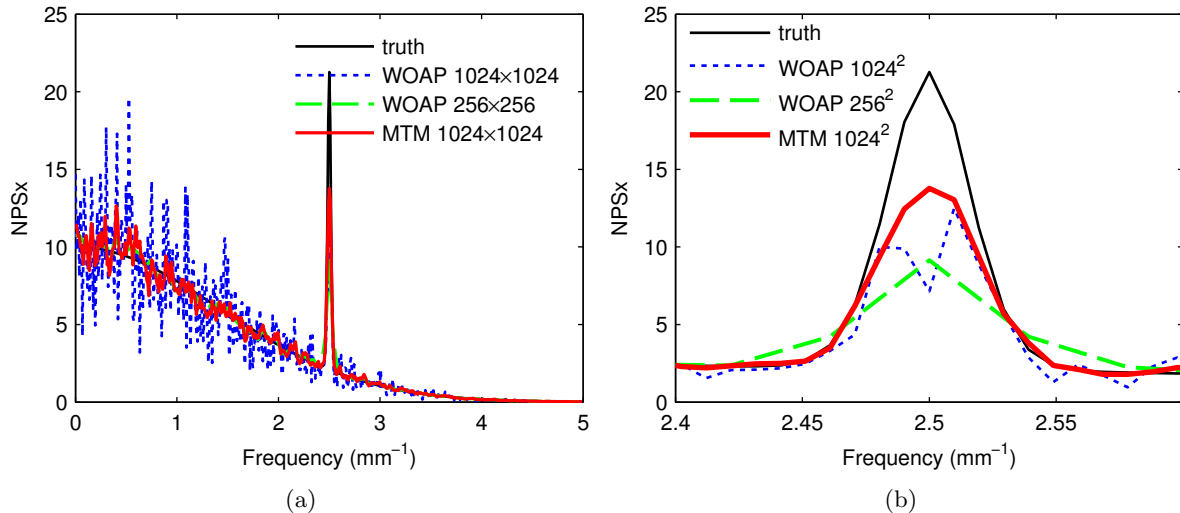 25
20
15
10
5
0
NPSx
0 1 2 3 4 5
Frequency (mm⁻¹)
truth
WOAP 1024×1024
WOAP 256×256
MTM 1024×1024
(a)
25
20
15
10
5
0
NPSx
2.4 2.45 2.5 2.55
Frequency (mm⁻¹)
truth
WOAP 1024²
WOAP 256²
MTM 1024²
(b)